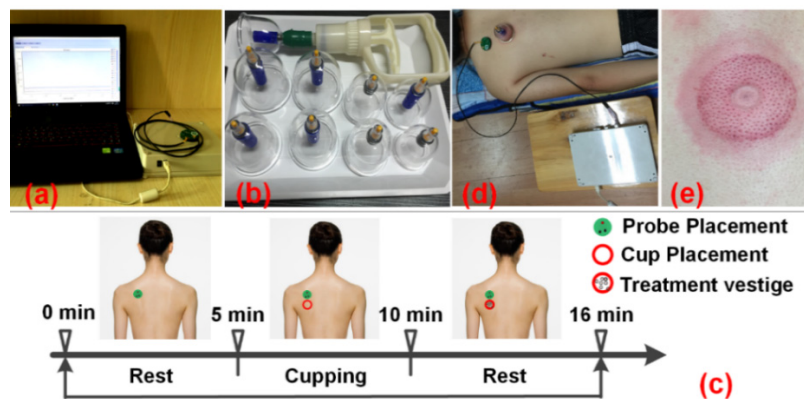 (a)
(b)
(d)
(e)
Probe Placement
Cup Placement
Treatment vestige
0 min
5 min
10 min
16 min
Rest
Cupping
Rest
(c)